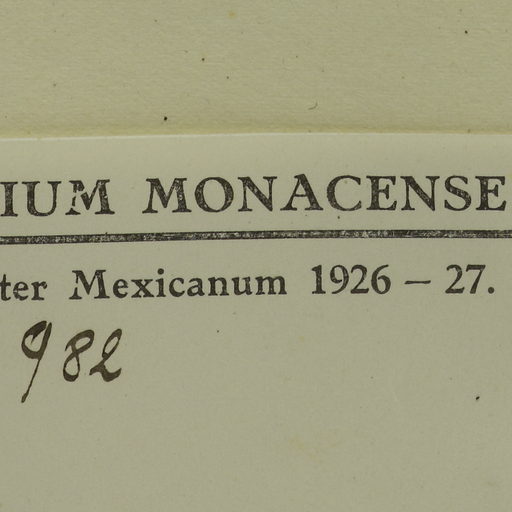 IUM MONACENSE
ter Mexicanum 1926 – 27.
982